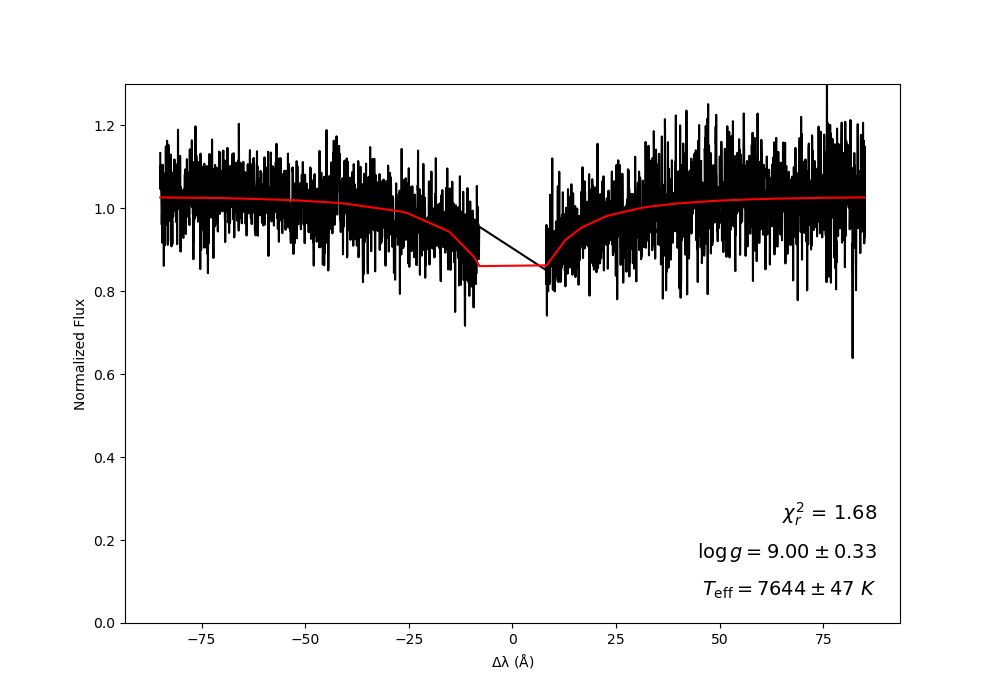 1.2
1.0
0.8
0.6
0.4
0.2
0.0
Normalized Flux
χ²ᵣ = 1.68
log g = 9.00 ± 0.33
T_eff = 7644 ± 47 K
−75 −50 −25 0 25 50 75
Δλ (Å)